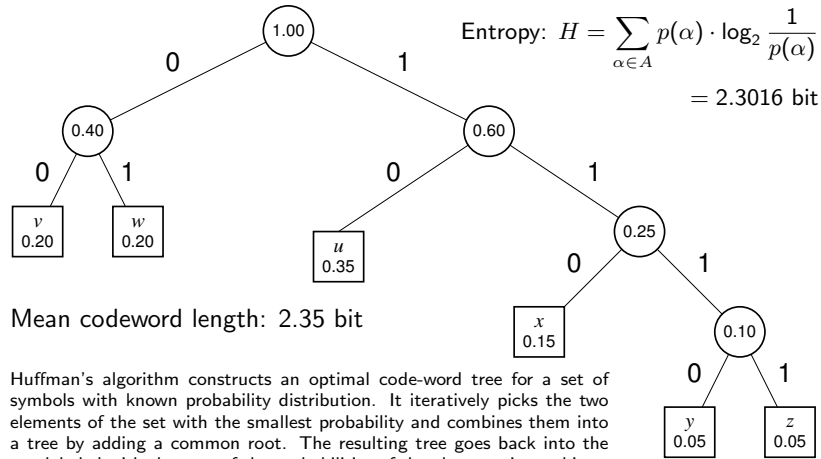 1.00
Entropy: H = ∑ α∈A p(α) · log₂ 1/p(α)
= 2.3016 bit
0 1
0.40 0.60
0 1 0 1
v 0.20
w 0.20
u 0.35
0.25
0 1
Mean codeword length: 2.35 bit
x 0.15
0.10
0 1
y 0.05
z 0.05
Huffman's algorithm constructs an optimal code-word tree for a set of
symbols with known probability distribution. It iteratively picks the two
elements of the set with the smallest probability and combines them into
a tree by adding a common root. The resulting tree goes back into the